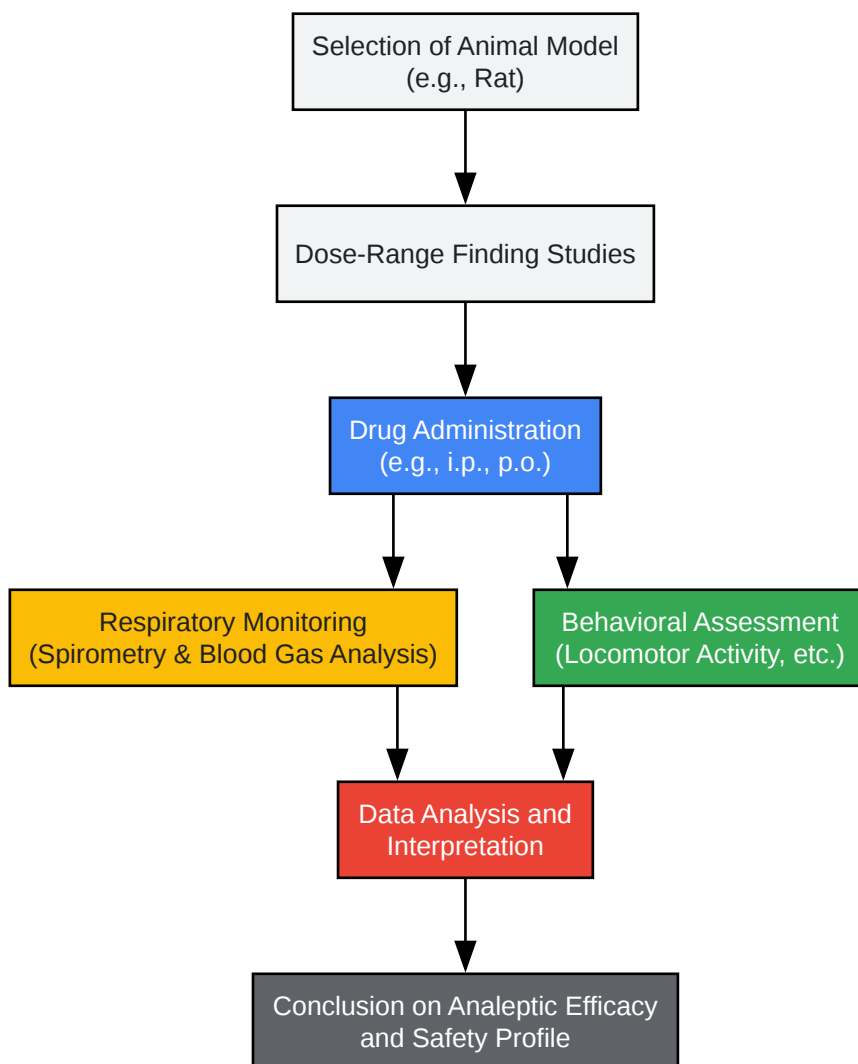 Selection of Animal Model
(e.g., Rat)
Dose-Range Finding Studies
Drug Administration
(e.g., i.p., p.o.)
Respiratory Monitoring
(Spirometry & Blood Gas Analysis)
Behavioral Assessment
(Locomotor Activity, etc.)
Data Analysis and
Interpretation
Conclusion on Analeptic Efficacy
and Safety Profile